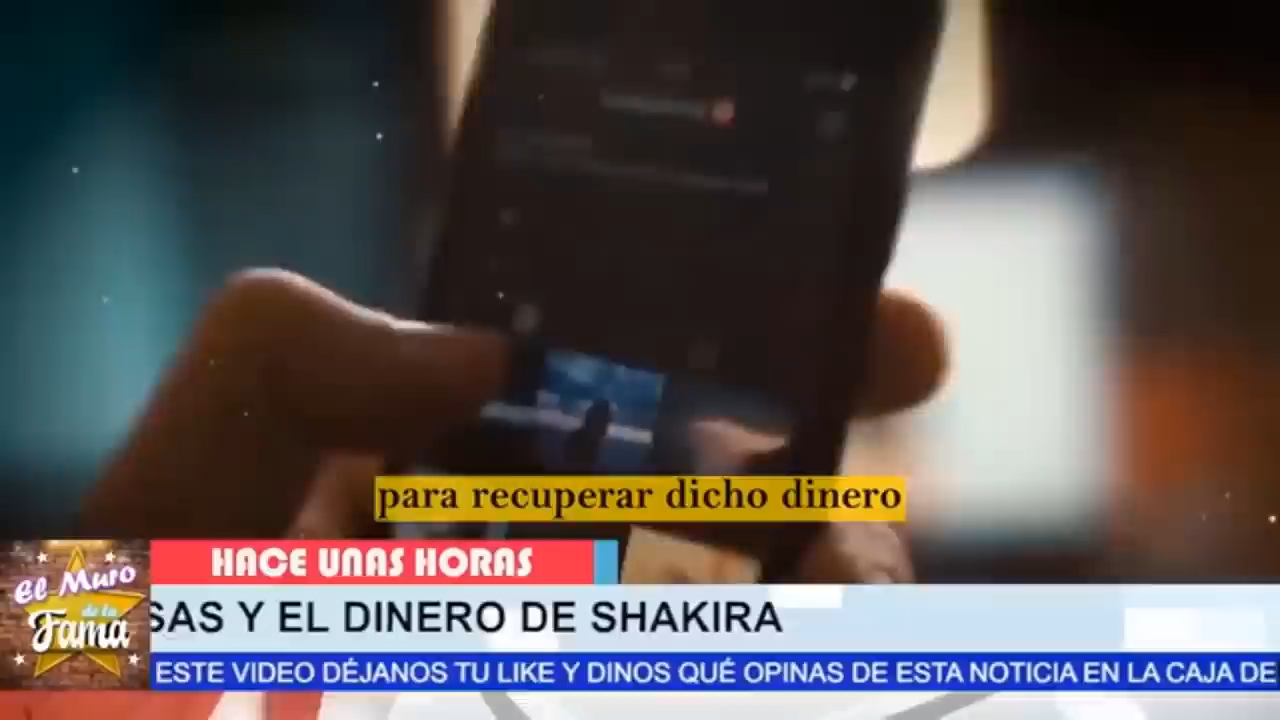 para recuperar dicho dinero
HACE UNAS HORAS
El Muro
de la
Fama
SAS Y EL DINERO DE SHAKIRA
ESTE VIDEO DÉJANOS TU LIKE Y DINOS QUÉ OPINAS DE ESTA NOTICIA EN LA CAJA DE